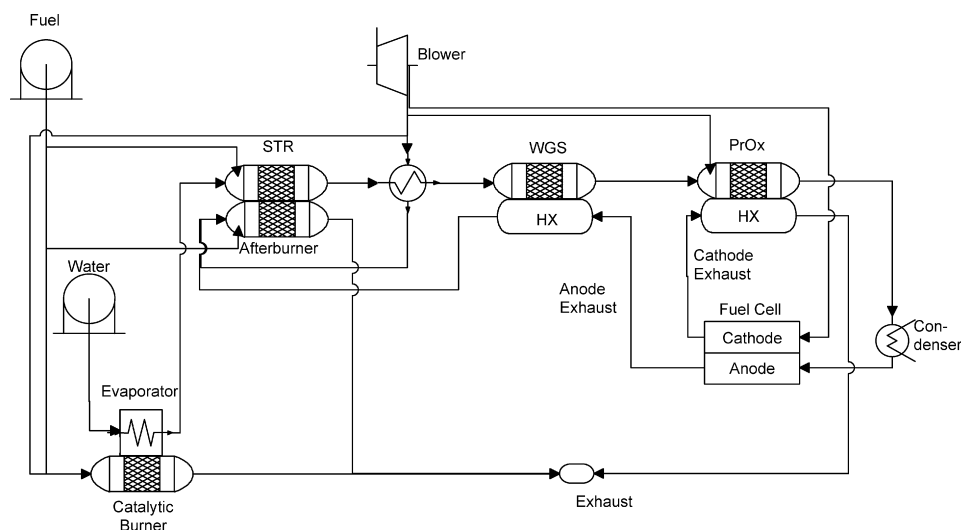 Fuel
Blower
STR
WGS
PrOx
HX
HX
Afterburner
Cathode
Exhaust
Water
Anode
Exhaust
Fuel Cell
Con-
denser
Cathode
Anode
Evaporator
Exhaust
Catalytic
Burner